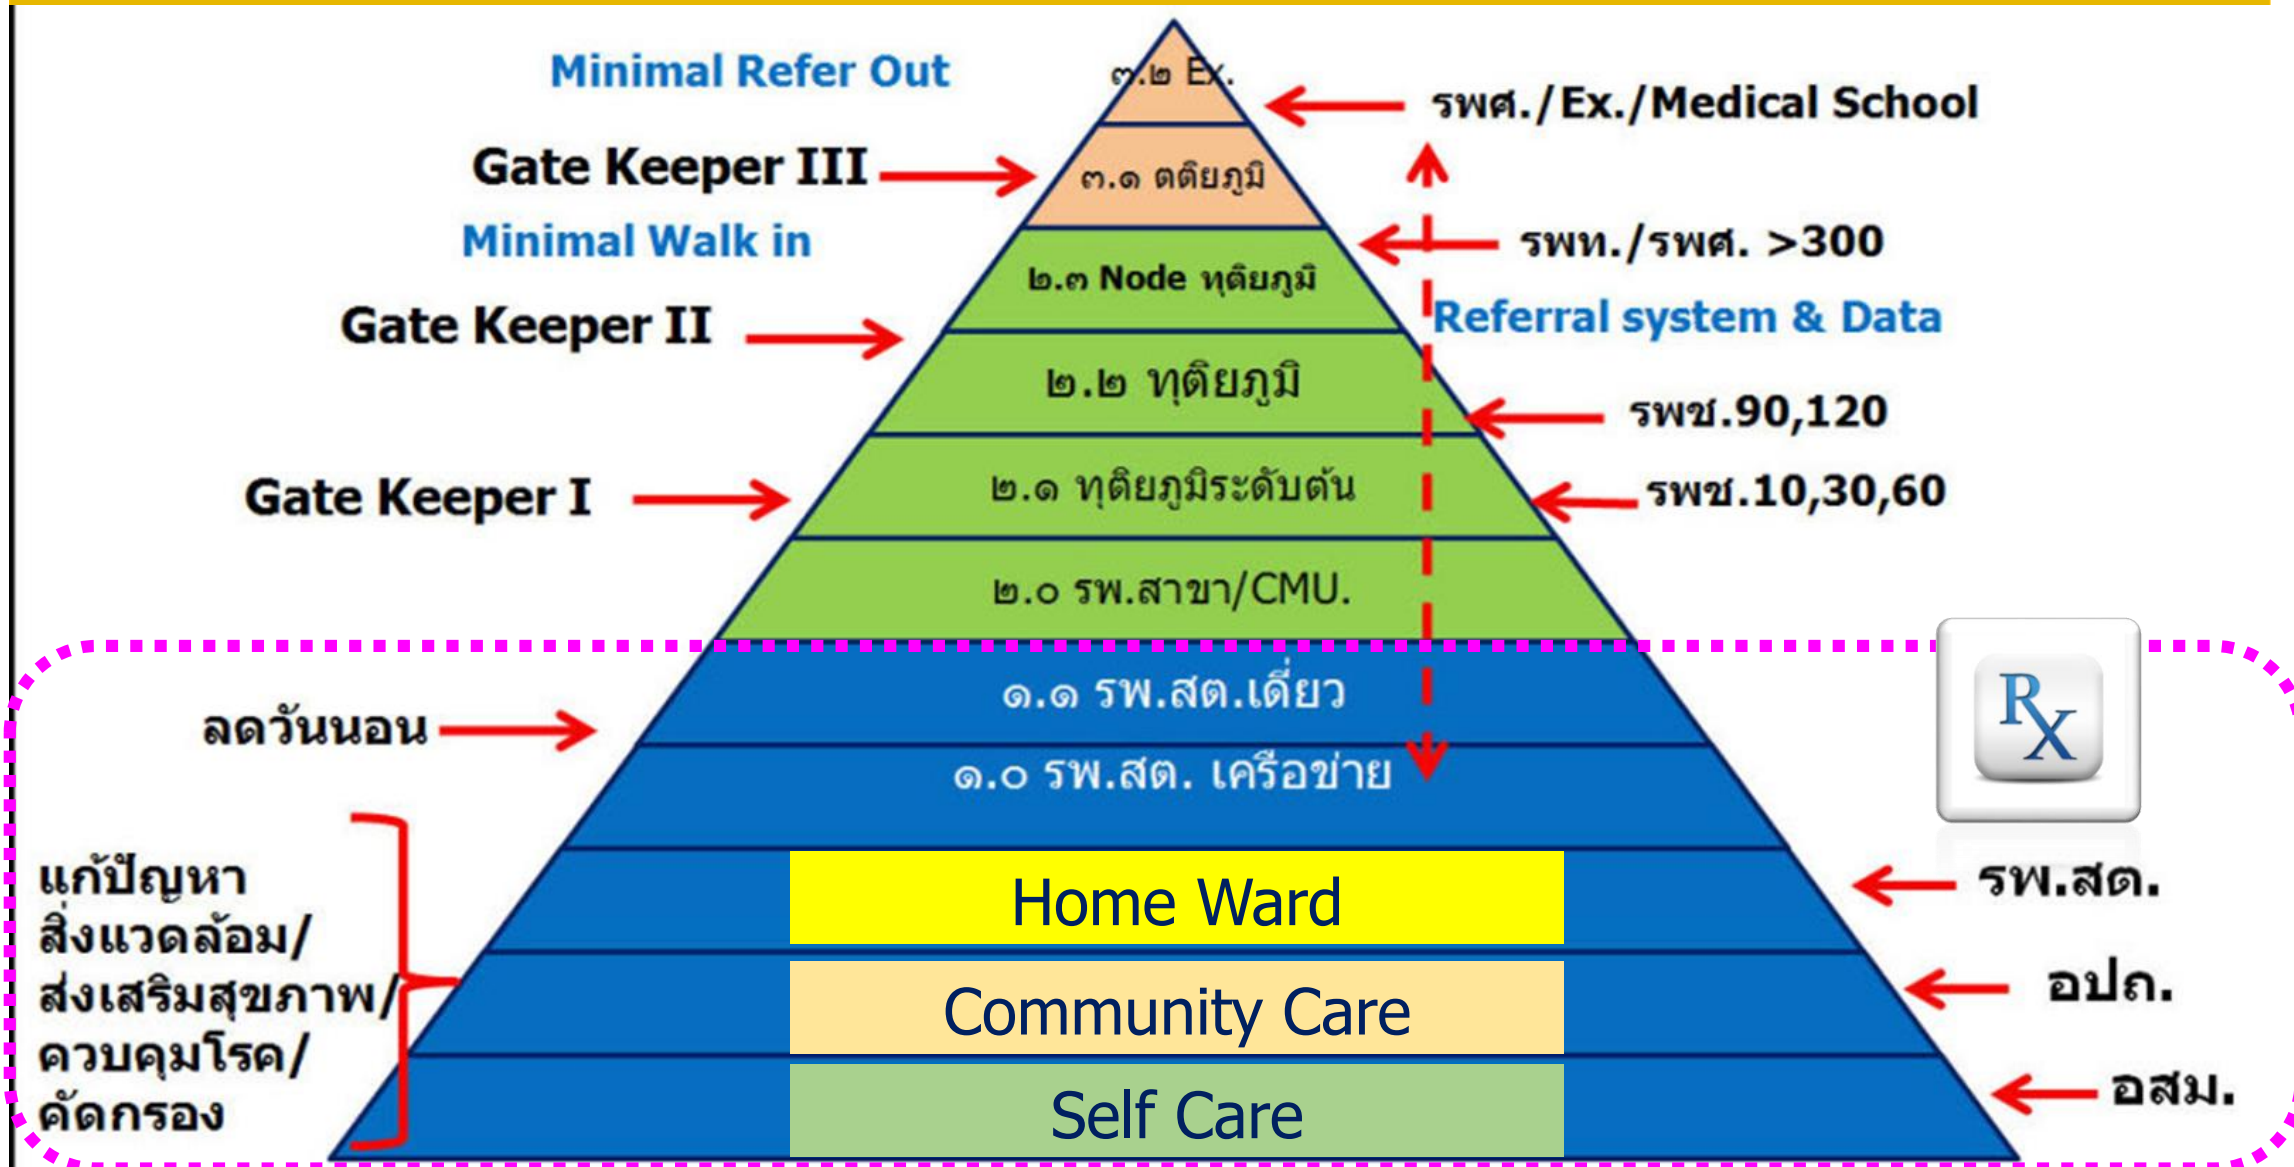 Minimal Refer Out
๓.๒ Ex.
รพศ./Ex./Medical School
Gate Keeper III
๓.๑ ตติยภูมิ
Minimal Walk in
รพท./รพศ. >300
๒.๓ Node ทุติยภูมิ
Gate Keeper II
Referral system & Data
๒.๒ ทุติยภูมิ
รพช.90,120
Gate Keeper I
๒.๑ ทุติยภูมิระดับต้น
รพช.10,30,60
๒.๐ รพ.สาขา/CMU.
๑.๑ รพ.สต.เดี่ยว
ลดวันนอน
๑.๐ รพ.สต. เครือข่าย
RX
แก้ปัญหา
สิ่งแวดล้อม/
ส่งเสริมสุขภาพ/
ควบคุมโรค/
คัดกรอง
Home Ward
รพ.สต.
Community Care
อปถ.
Self Care
อสม.